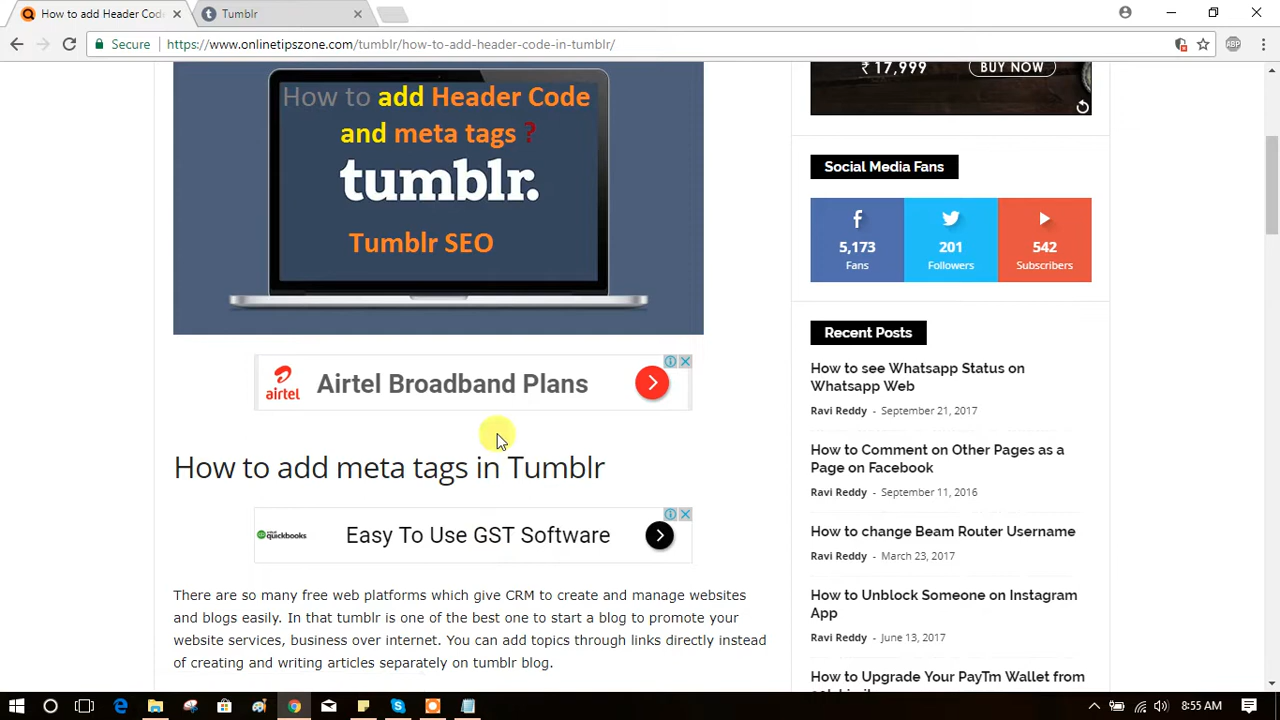 How to add Header Cod
Tumblr
Secure
https://www.onlinetipszone.com/tumblr/how-to-add-header-code-in-tumblr/
ABP
How to add Header Code
and meta tags ?
tumblr.
Tumblr SEO
airtel
Airtel Broadband Plans
How to add meta tags in Tumblr
quickbooks
Easy To Use GST Software
There are so many free web platforms which give CRM to create and manage websites
and blogs easily. In that tumblr is one of the best one to start a blog to promote your
website services, business over internet. You can add topics through links directly instead
of creating and writing articles separately on tumblr blog.
₹ 17,999
BUY NOW
Social Media Fans
5,173
Fans
201
Followers
542
Subscribers
Recent Posts
How to see Whatsapp Status on
Whatsapp Web
Ravi Reddy - September 21, 2017
How to Comment on Other Pages as a
Page on Facebook
Ravi Reddy - September 11, 2016
How to change Beam Router Username
Ravi Reddy - March 23, 2017
How to Unblock Someone on Instagram
App
Ravi Reddy - June 13, 2017
How to Upgrade Your PayTm Wallet from
8:55 AM